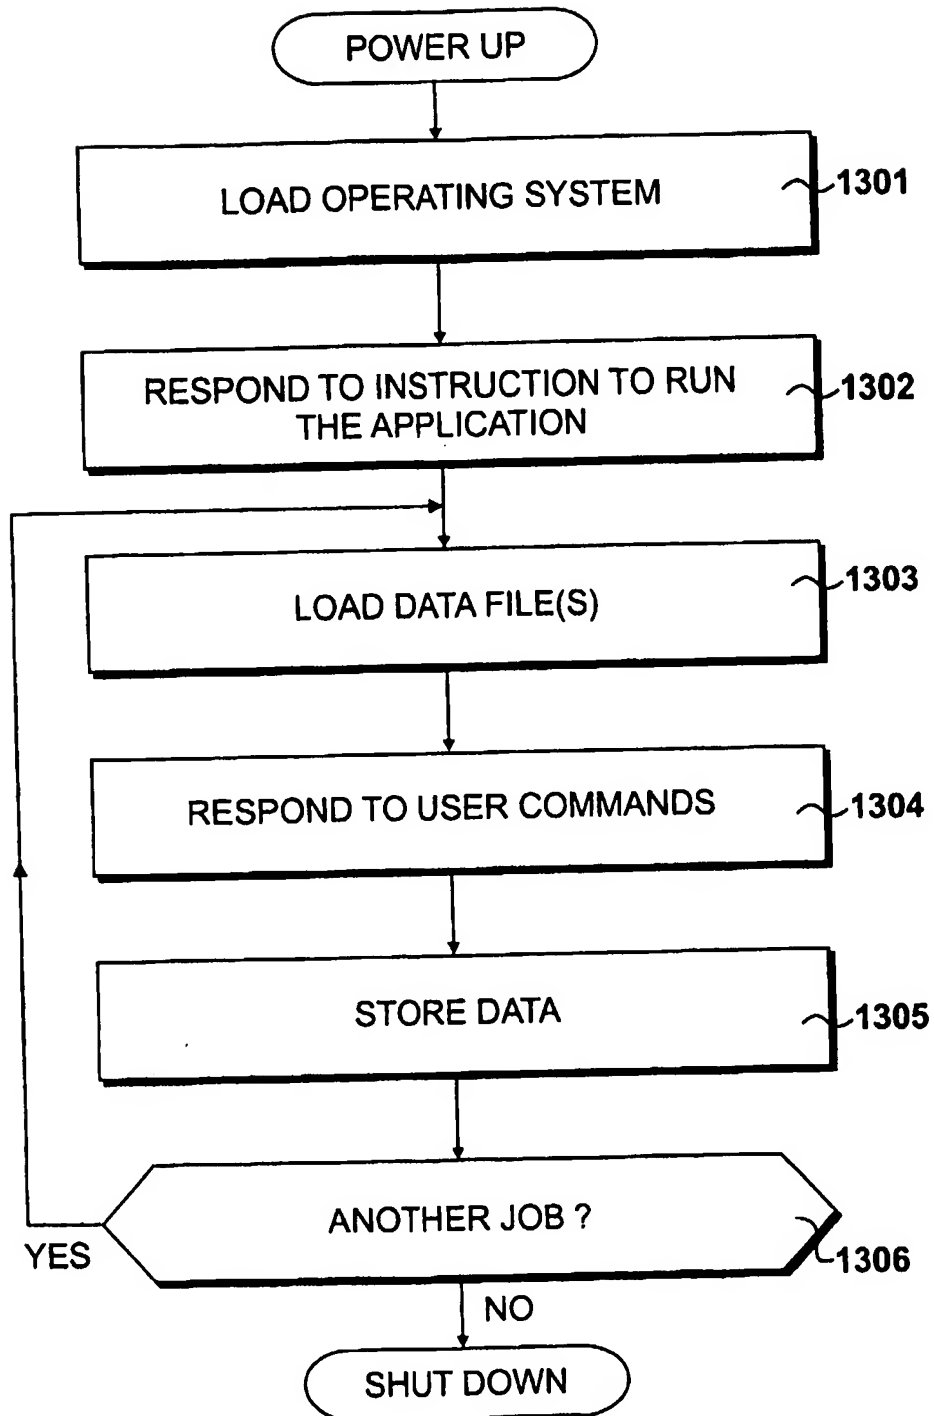 POWER UP
LOAD OPERATING SYSTEM
1301
RESPOND TO INSTRUCTION TO RUN
THE APPLICATION
1302
LOAD DATA FILE(S)
1303
RESPOND TO USER COMMANDS
1304
STORE DATA
1305
ANOTHER JOB ?
1306
YES
NO
SHUT DOWN